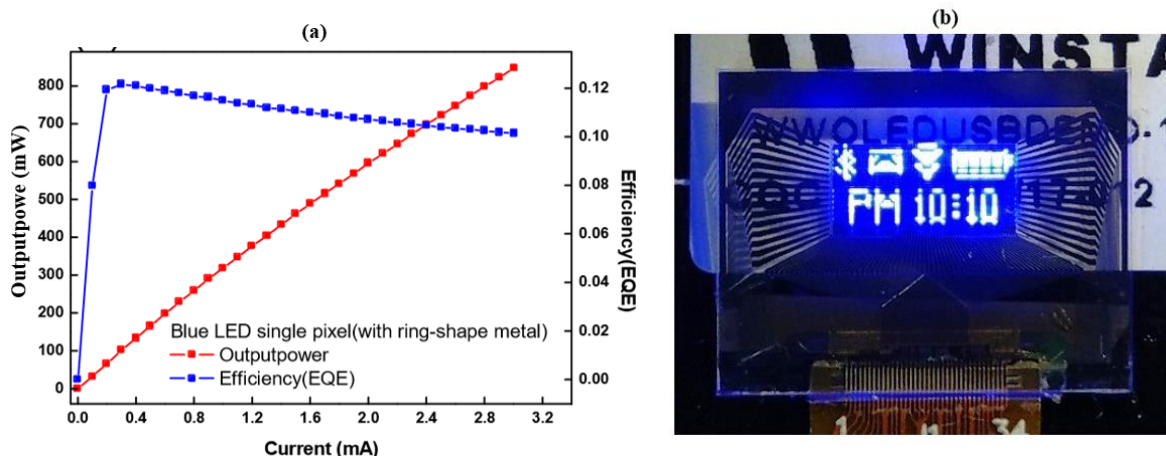 (a)
800
700
600
500
400
300
200
100
0
Outputpowe (mW)
0.12
0.10
0.08
0.06
0.04
0.02
0.00
Efficiency(EQE)
Blue LED single pixel(with ring-shape metal)
Outputpower
Efficiency(EQE)
0.0 0.4 0.8 1.2 1.6 2.0 2.4 2.8 3.2
Current (mA)
(b)
WINSTA
PM 10:10
1
34